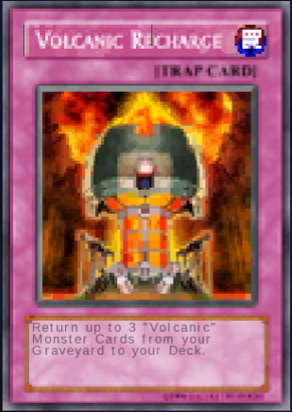 VOLCANIC RECHARGE
[TRAP CARD]
Return up to 3 "Volcanic"
Monster Cards from your
Graveyard to your Deck.